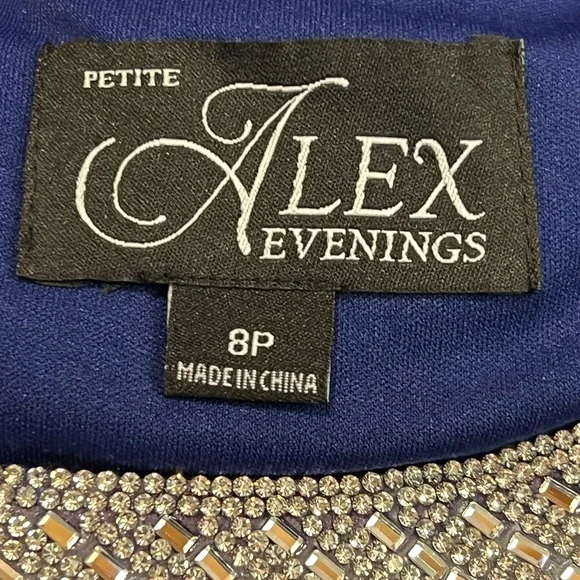 PETITE
ALEX
EVENINGS
8P
MADE IN CHINA